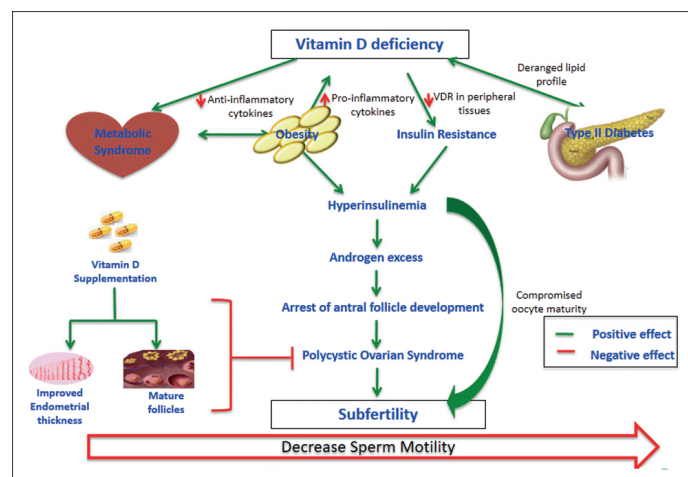 Vitamin D deficiency
Deranged lipid
profile
Anti-inflammatory
cytokines
Pro-inflammatory
cytokines
VDR in peripheral
tissues
Metabolic
Syndrome
Obesity
Insulin Resistance
Type II Diabetes
Hyperinsulinemia
Vitamin D
Supplementation
Androgen excess
Arrest of antral follicle development
Compromised
oocyte maturity
Positive effect
Negative effect
Polycystic Ovarian Syndrome
Improved
Endometrial
thickness
Mature
follicles
Subfertility
Decrease Sperm Motility